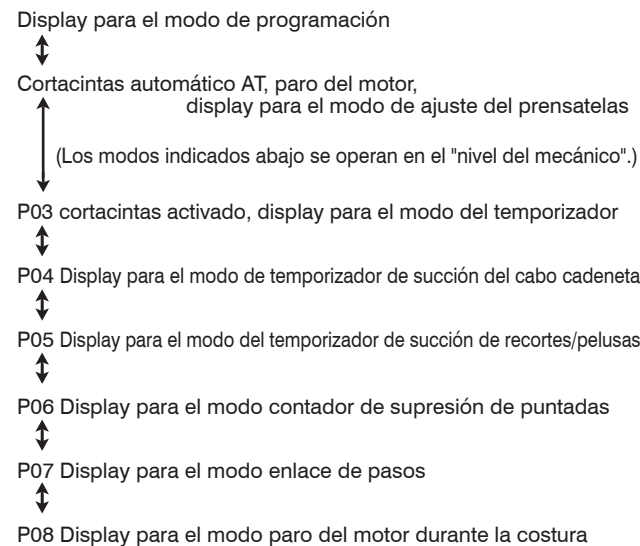 Display para el modo de programación
Cortacintas automático AT, paro del motor,
display para el modo de ajuste del prensatelas
(Los modos indicados abajo se operan en el "nivel del mecánico".)
P03 cortacintas activado, display para el modo del temporizador
P04 Display para el modo de temporizador de succión del cabo cadeneta
P05 Display para el modo del temporizador de succión de recortes/pelusas
P06 Display para el modo contador de supresión de puntadas
P07 Display para el modo enlace de pasos
P08 Display para el modo paro del motor durante la costura